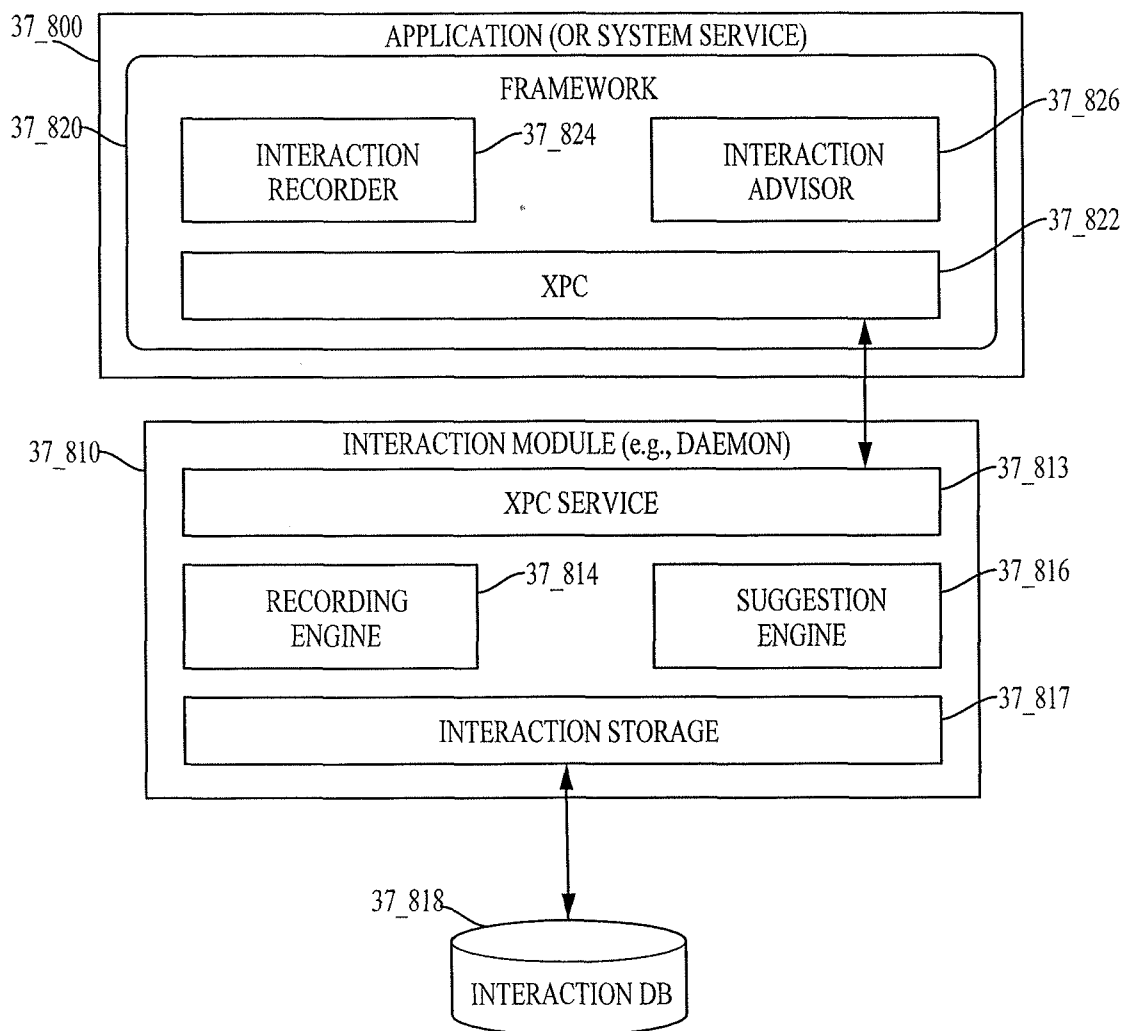 37_800
APPLICATION (OR SYSTEM SERVICE)
37_820
FRAMEWORK
INTERACTION
RECORDER
37_824
INTERACTION
ADVISOR
37_826
XPC
37_822
37_810
INTERACTION MODULE (e.g., DAEMON)
XPC SERVICE
37_813
RECORDING
ENGINE
37_814
SUGGESTION
ENGINE
37_816
INTERACTION STORAGE
37_817
37_818
INTERACTION DB